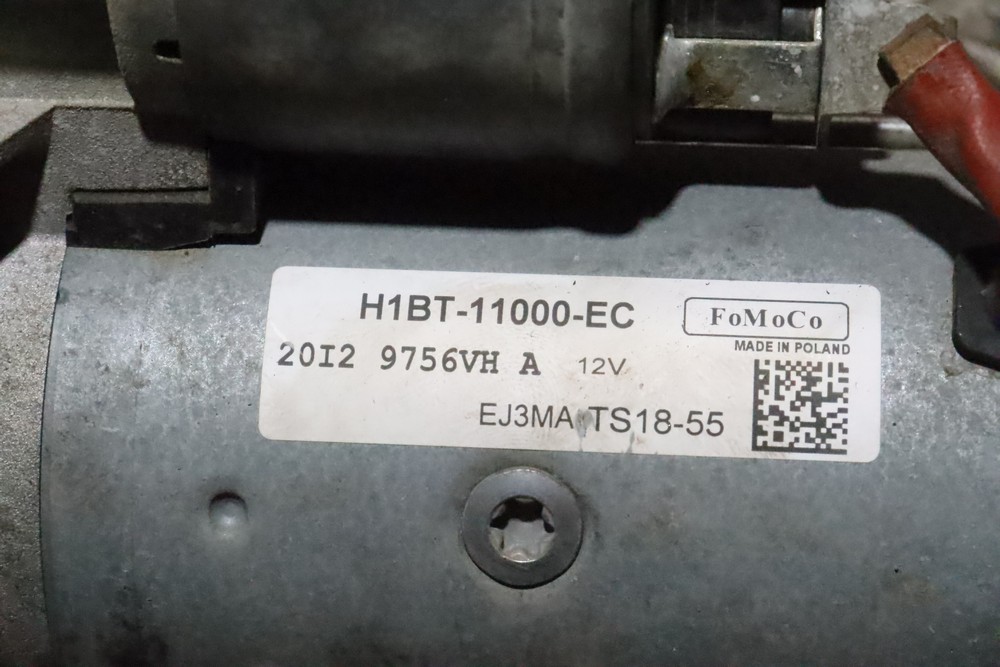 H1BT-11000-EC
FoMoCo
MADE IN POLAND
20I2 9756VH A 12V
EJ3MA TS18-55